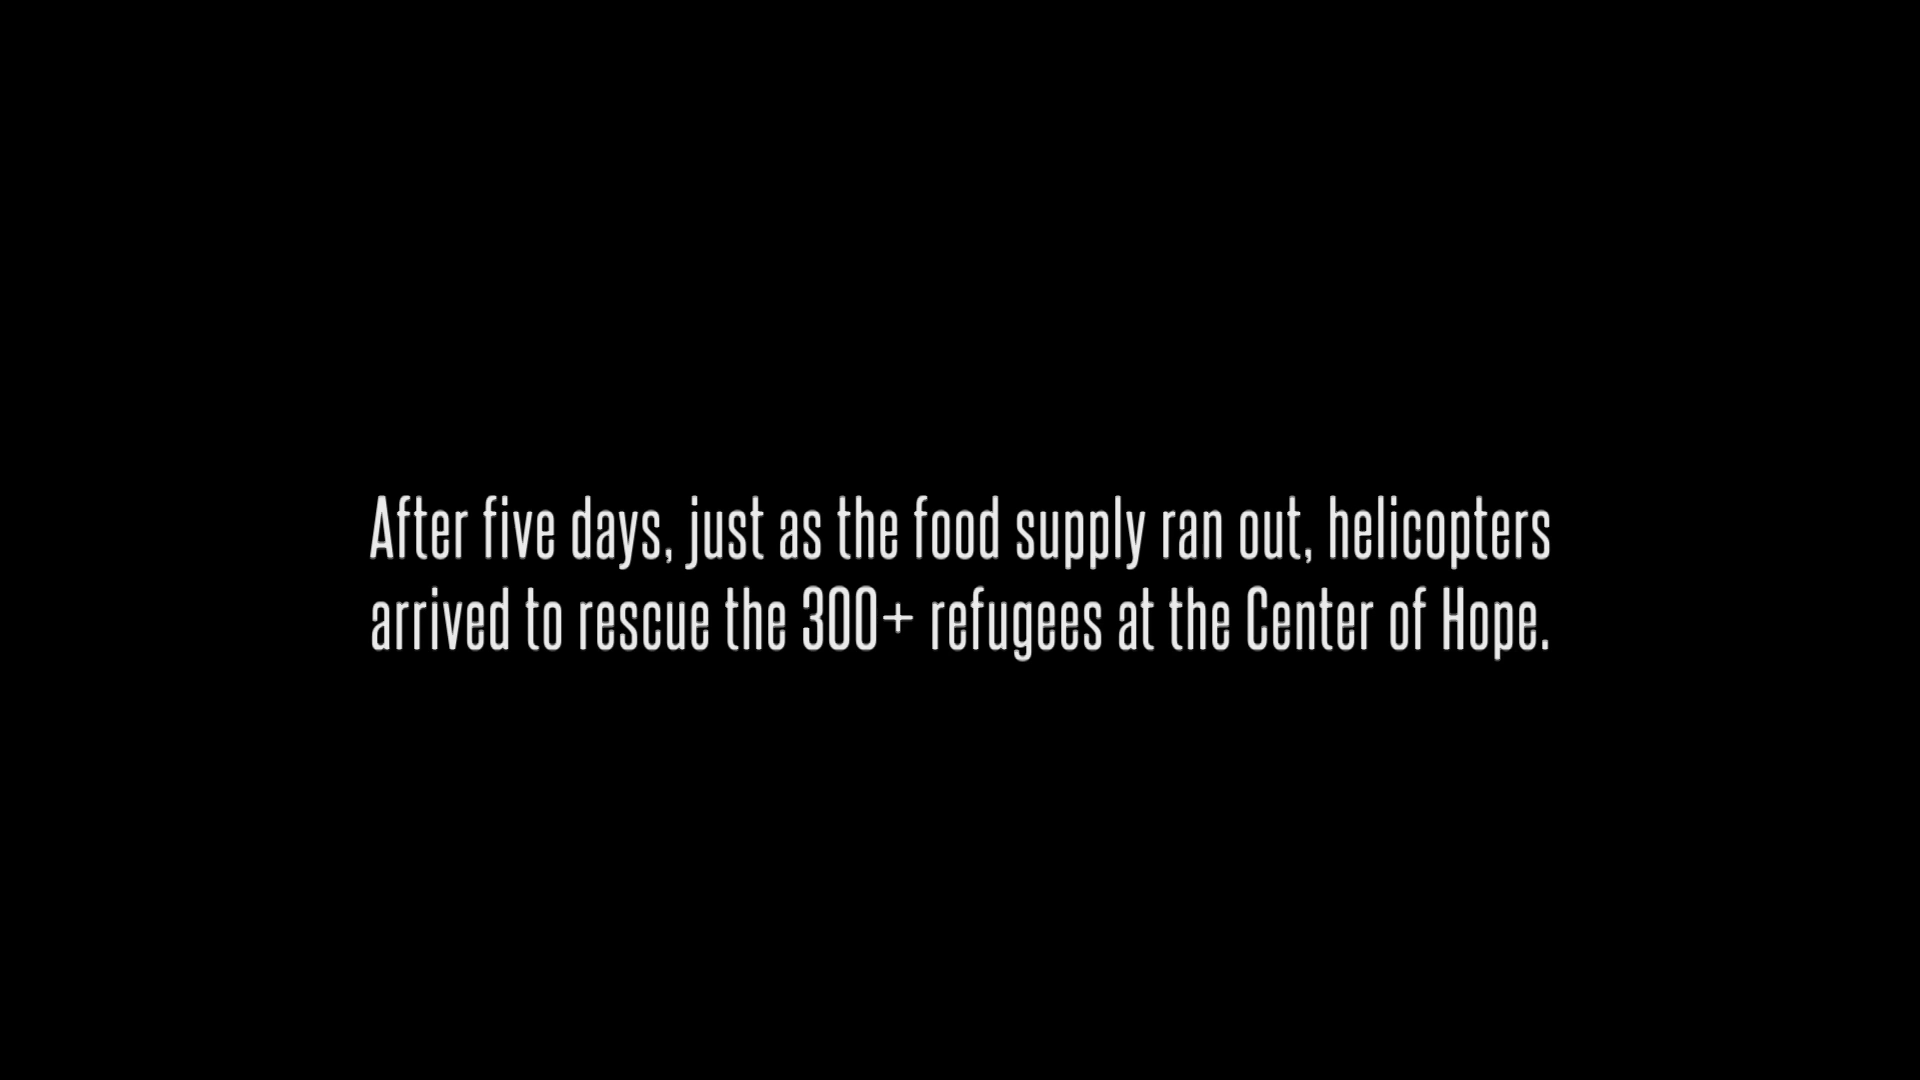 After five days, just as the food supply ran out, helicopters
arrived to rescue the 300+ refugees at the Center of Hope.